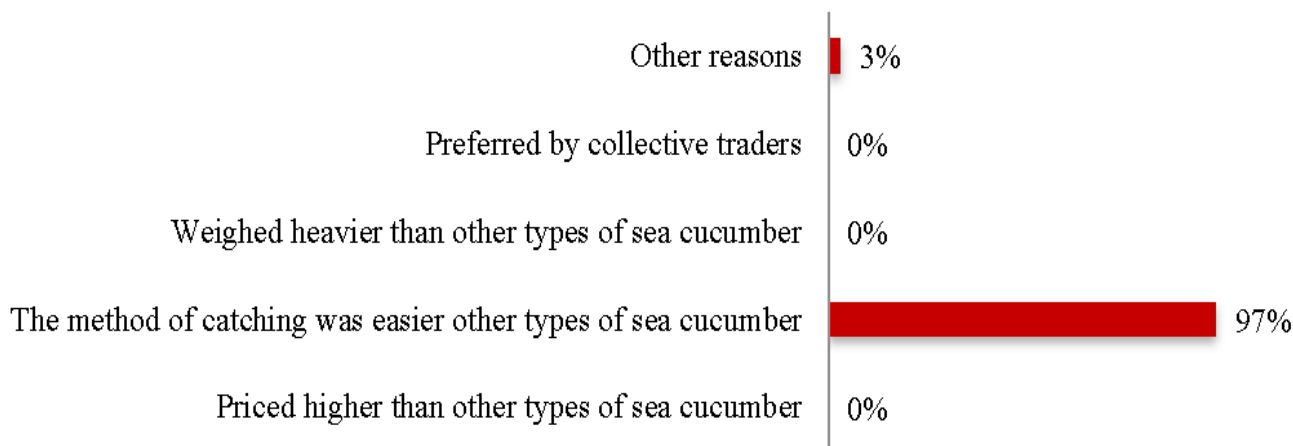 Other reasons 3%
Preferred by collective traders 0%
Weighed heavier than other types of sea cucumber 0%
The method of catching was easier other types of sea cucumber 97%
Priced higher than other types of sea cucumber 0%